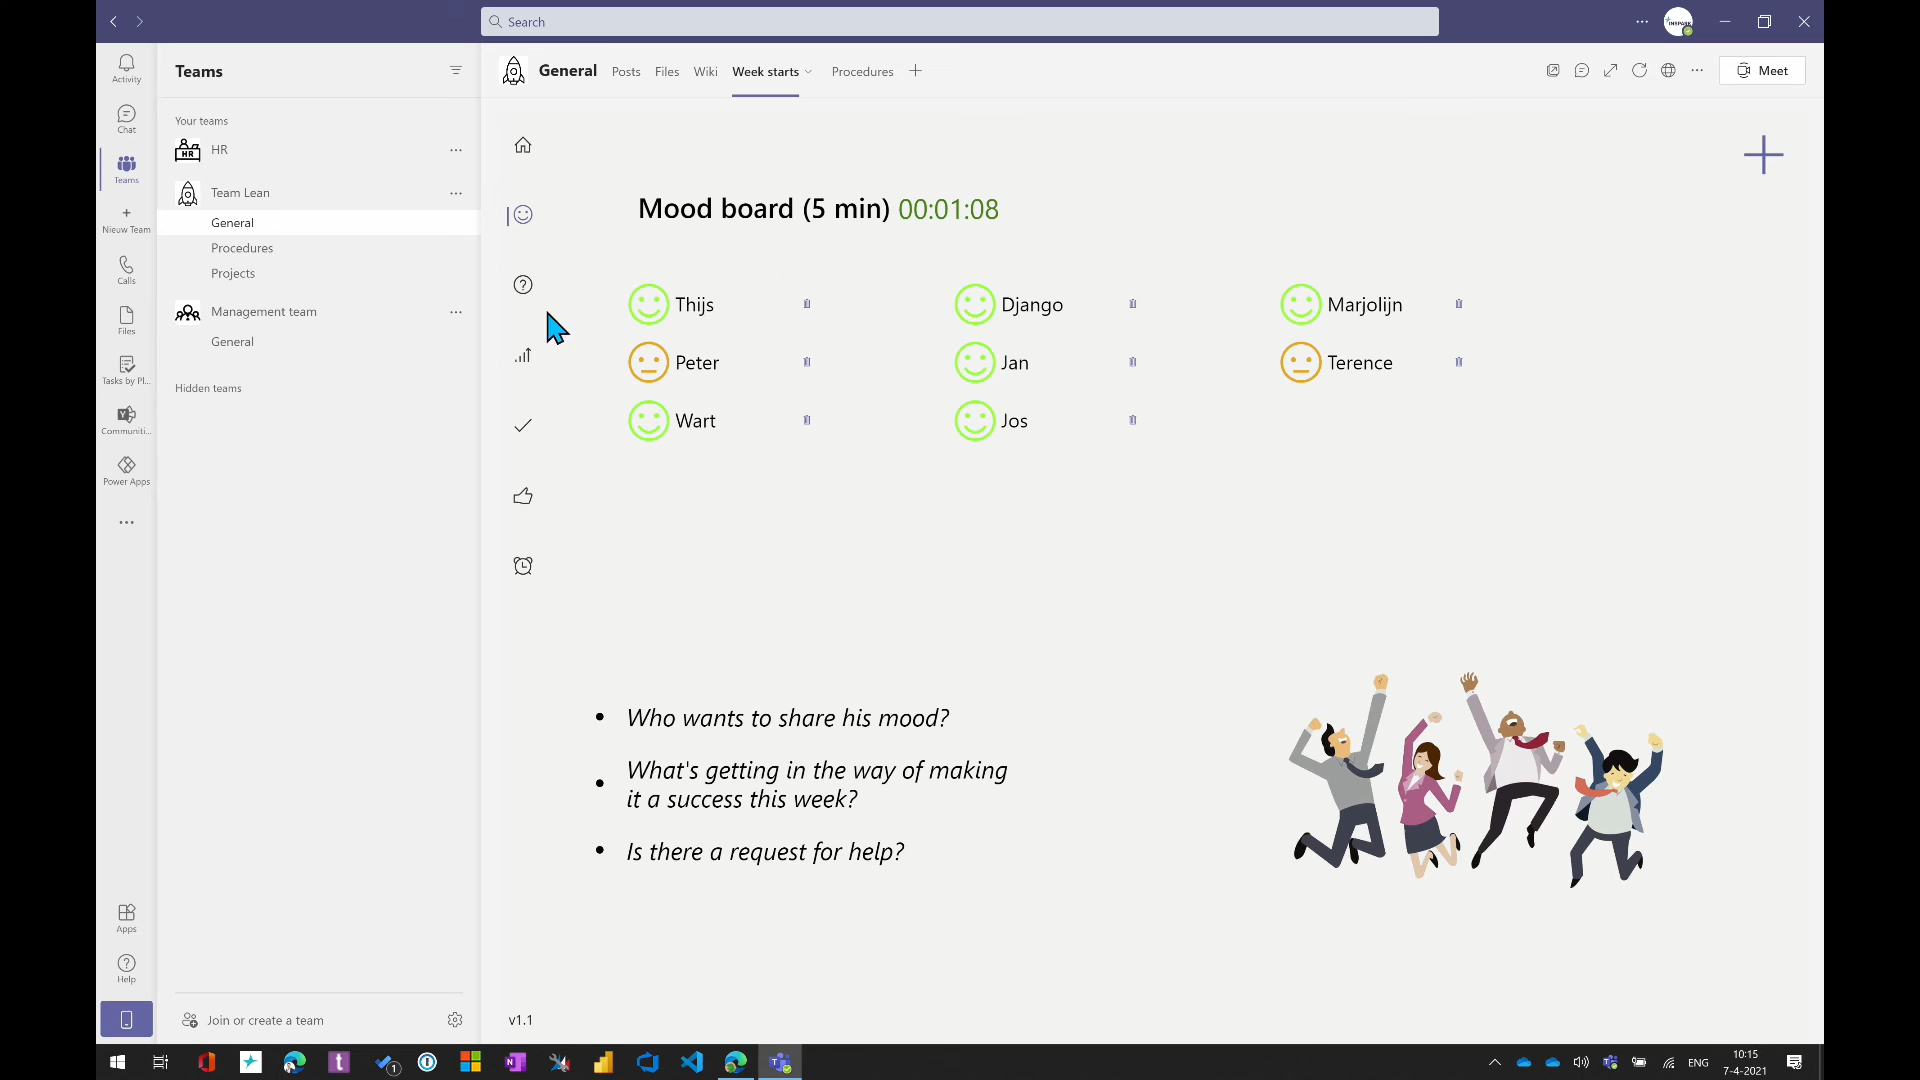 Search
INSPARK
Activity
Chat
Teams
Nieuw Team
Calls
Files
Tasks by Pl...
Communiti...
Power Apps
Apps
Help
Teams
Your teams
HR
HR
Team Lean
General
Procedures
Projects
Management team
General
Hidden teams
Join or create a team
General Posts Files Wiki Week starts Procedures
Meet
Mood board (5 min) 00:01:08
Thijs Django Marjolijn
Peter Jan Terence
Wart Jos
• Who wants to share his mood?
• What's getting in the way of making
it a success this week?
• Is there a request for help?
v1.1
1
ENG
10:15
7-4-2021